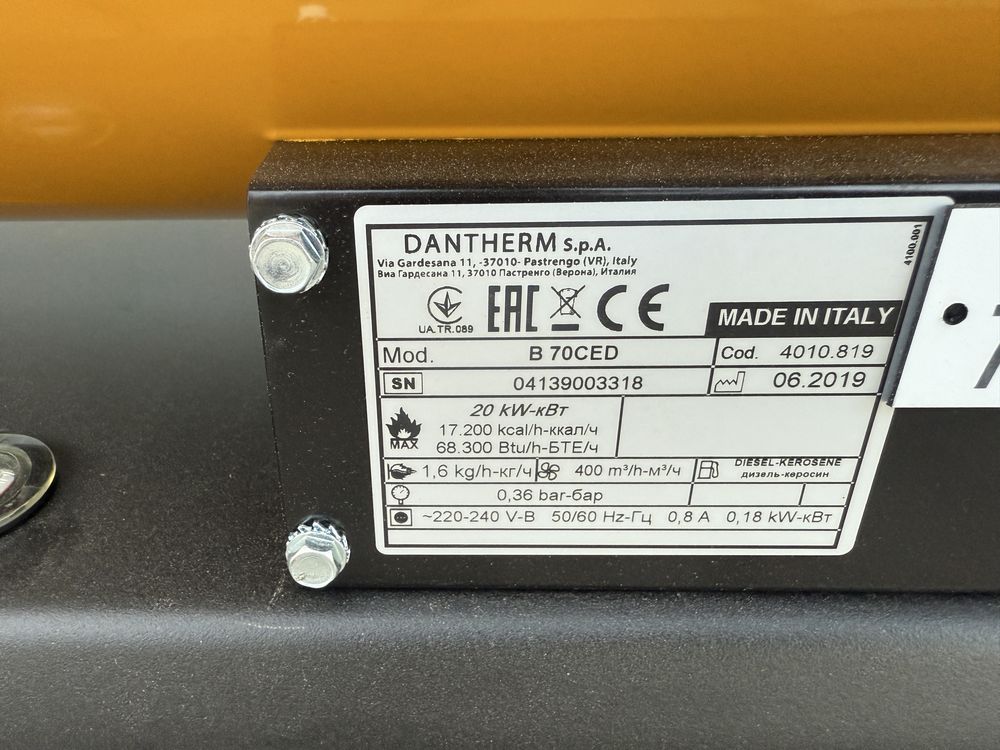 DANTHERM S.p.A.
Via Gardesana 11, -37010- Pastrengo (VR), Italy
Виа Гардесана 11, 37010 Пастренго (Верона), Италия
4100.001
UA.TR.089
EAC
CE
MADE IN ITALY
Mod. B 70CED Cod. 4010.819
SN 04139003318 06.2019
20 kW-кВт
17.200 kcal/h-ккал/ч
68.300 Btu/h-БТЕ/ч
MAX
1,6 kg/h-кг/ч 400 m³/h-м³/ч DIESEL-KEROSENE
дизель-керосин
0,36 bar-бар
~220-240 V-В 50/60 Hz-Гц 0,8 A 0,18 kW-кВт